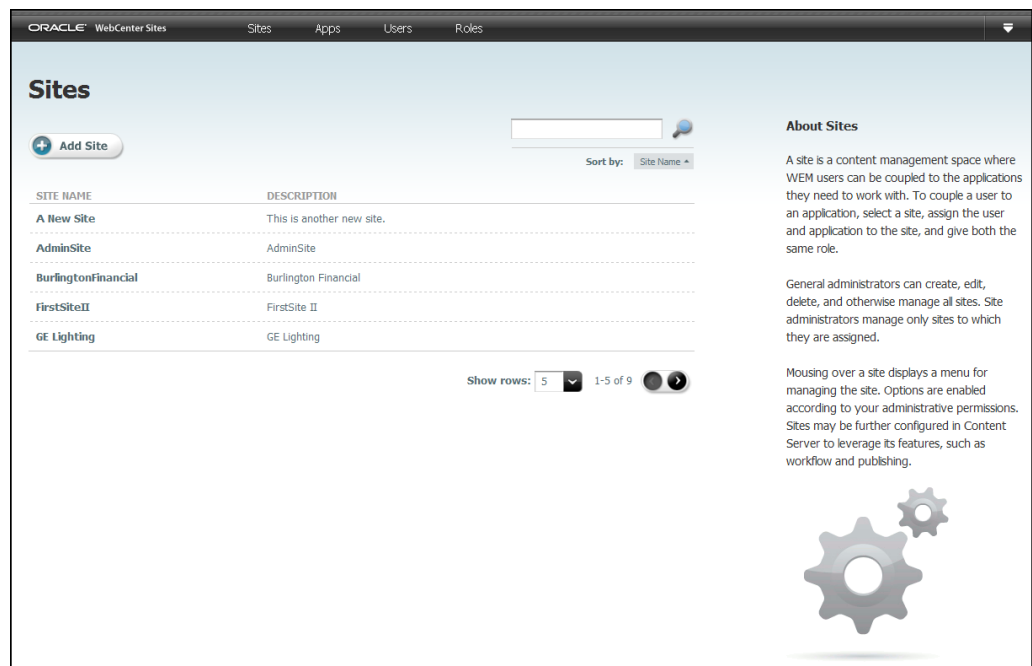 ORACLE WebCenter Sites Sites Apps Users Roles
Sites
Add Site
Sort by: Site Name
SITE NAME DESCRIPTION
A New Site This is another new site.
AdminSite AdminSite
BurlingtonFinancial Burlington Financial
FirstSiteII FirstSite II
GE Lighting GE Lighting
Show rows: 5 1-5 of 9
About Sites
A site is a content management space where
WEM users can be coupled to the applications
they need to work with. To couple a user to
an application, select a site, assign the user
and application to the site, and give both the
same role.
General administrators can create, edit,
delete, and otherwise manage all sites. Site
administrators manage only sites to which
they are assigned.
Mousing over a site displays a menu for
managing the site. Options are enabled
according to your administrative permissions.
Sites may be further configured in Content
Server to leverage its features, such as
workflow and publishing.